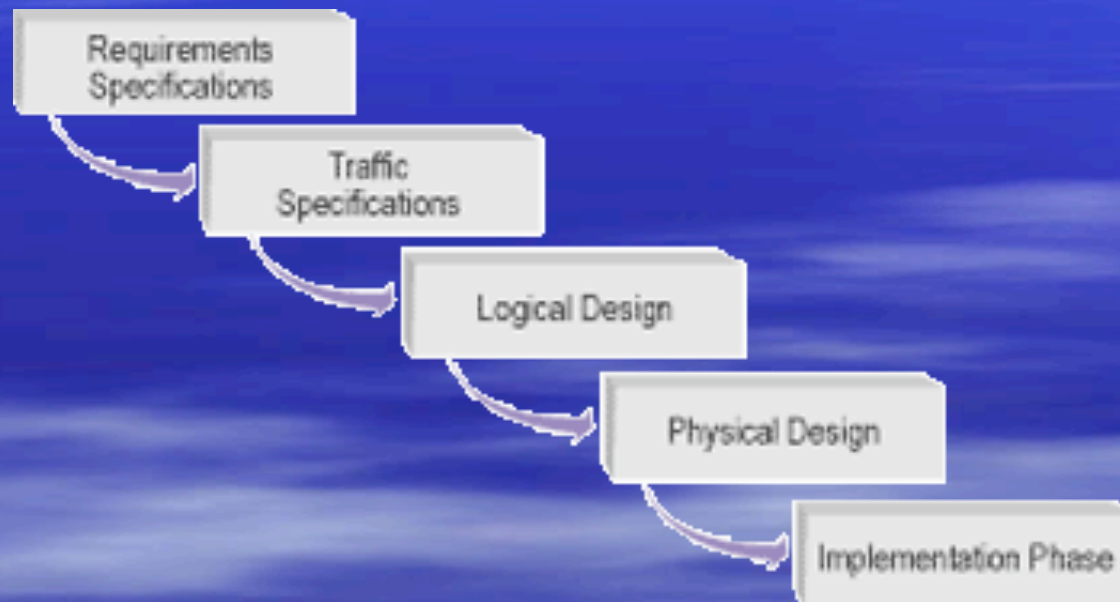 Requirements
Specifications
Traffic
Specifications
Logical Design
Physical Design
Implementation Phase